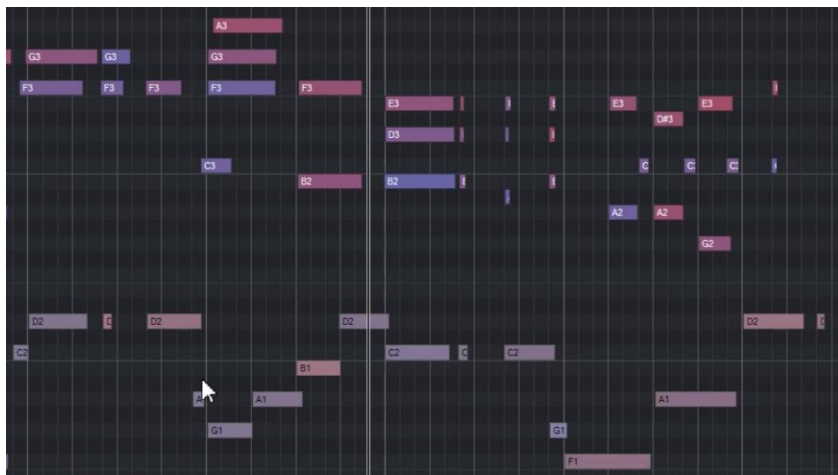 A3
G3 G3 G3
F3 F3 F3 F3 F3
E3 E3 E3
D#3
D3
C3 C C C
B2 B2
A2 A2
G2
D2 D2 D2 D2
C2 C2 C2
B1
A A1 A1
G1 G1
F1